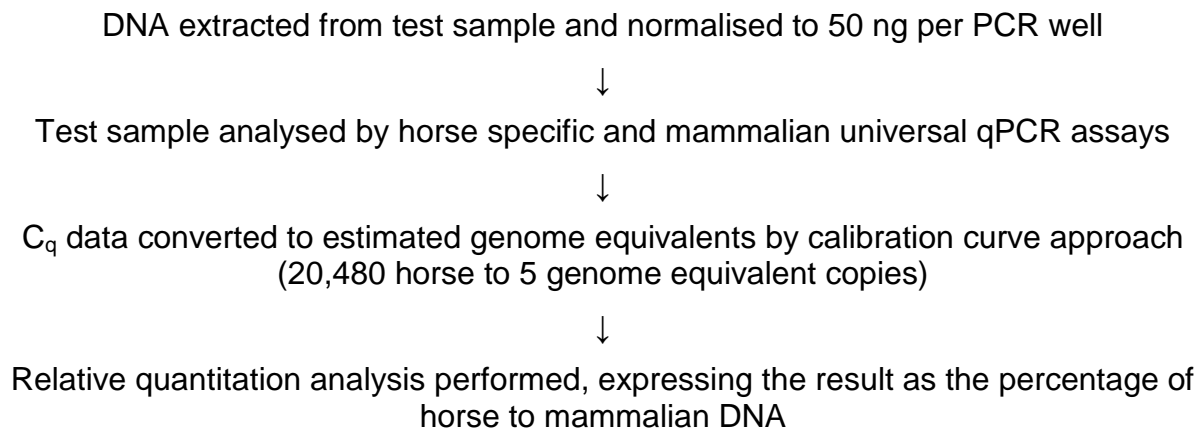 DNA extracted from test sample and normalised to 50 ng per PCR well
↓
Test sample analysed by horse specific and mammalian universal qPCR assays
↓
Cq data converted to estimated genome equivalents by calibration curve approach
(20,480 horse to 5 genome equivalent copies)
↓
Relative quantitation analysis performed, expressing the result as the percentage of
horse to mammalian DNA